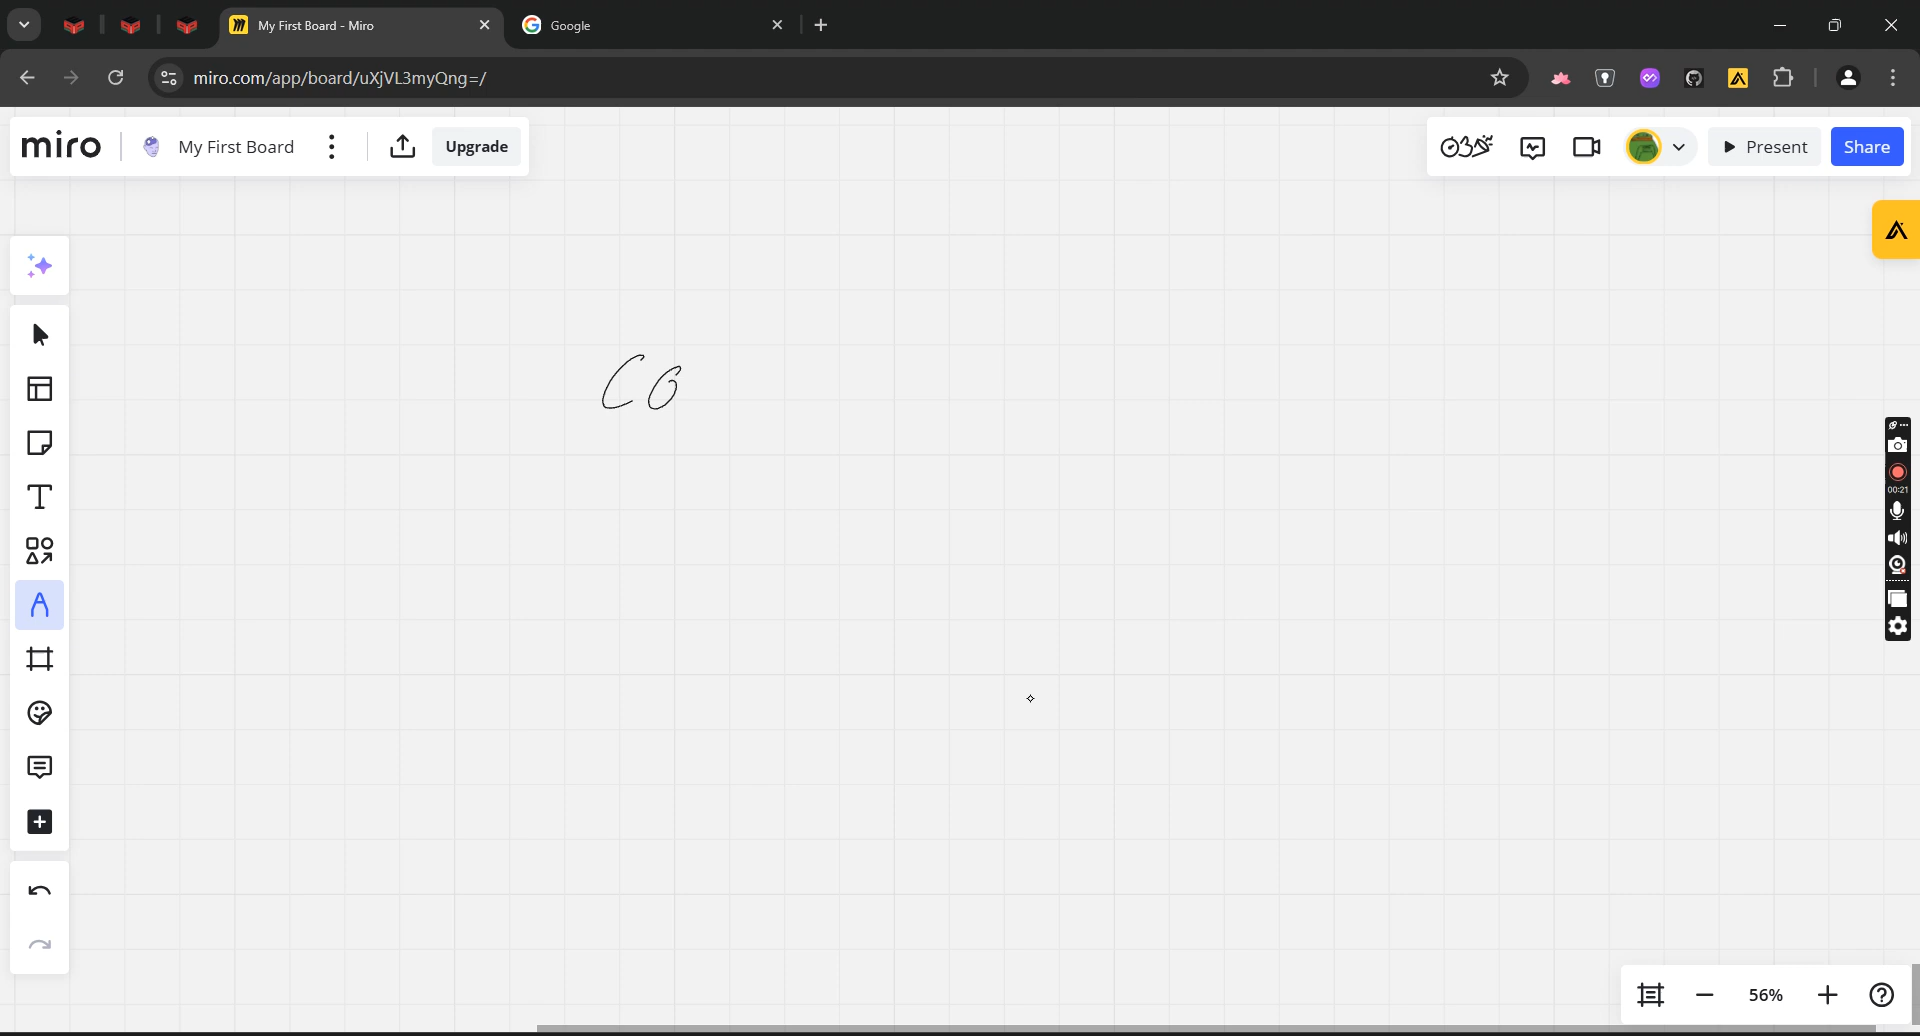 My First Board - Miro
Google
miro.com/app/board/uXjVL3myQng=/
miro
My First Board
Upgrade
Present
Share
Co
00:21
56%